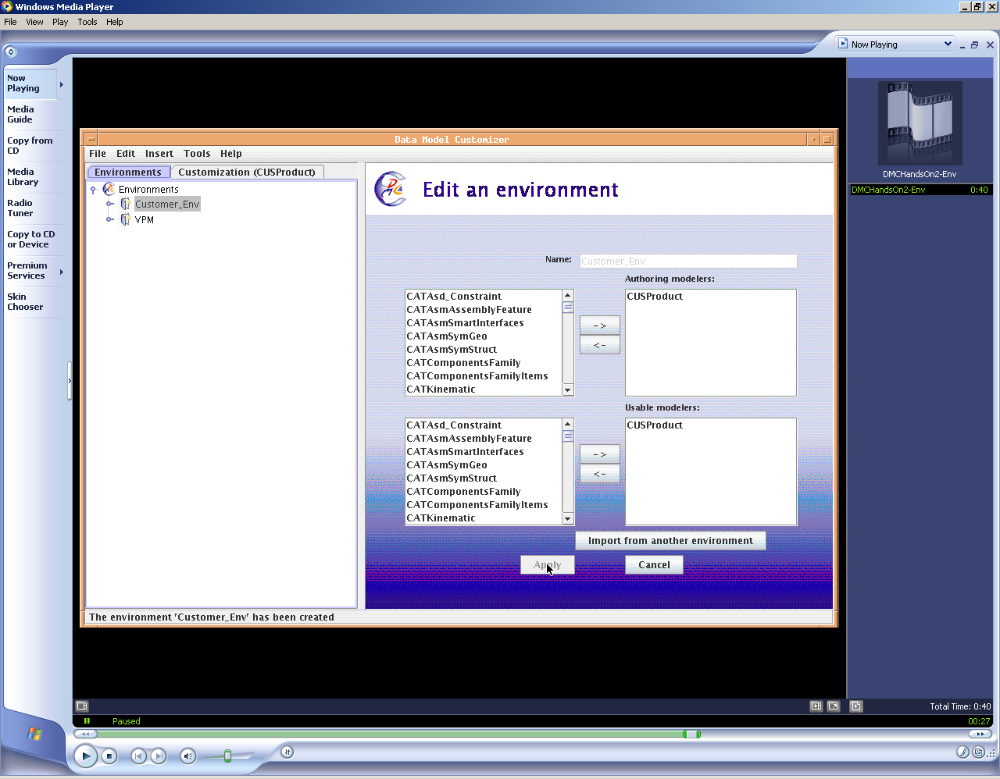 Windows Media Player
File View Play Tools Help
Now Playing
Now
Playing
Media
Guide
Copy from
CD
Media
Library
Radio
Tuner
Copy to CD
or Device
Premium
Services
Skin
Chooser
DMCHandsOn2-Env
DMCHandsOn2-Env 0:40
Data Model Customizer
File Edit Insert Tools Help
Environments Customization (CUSProduct)
Environments
Customer_Env
VPM
Edit an environment
Name: Customer_Env
Authoring modelers:
CATAsd_Constraint
CATAsmAssemblyFeature
CATAsmSmartInterfaces
CATAsmSymGeo
CATAsmSymStruct
CATComponentsFamily
CATComponentsFamilyItems
CATKinematic
->
<-
CUSProduct
Usable modelers:
CATAsd_Constraint
CATAsmAssemblyFeature
CATAsmSmartInterfaces
CATAsmSymGeo
CATAsmSymStruct
CATComponentsFamily
CATComponentsFamilyItems
CATKinematic
->
<-
CUSProduct
Import from another environment
Apply Cancel
The environment 'Customer_Env' has been created
Total Time: 0:40
Paused 00:27